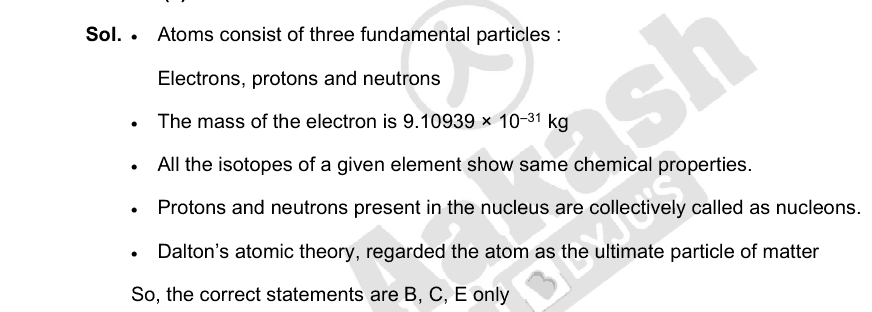 Sol. • Atoms consist of three fundamental particles :
Electrons, protons and neutrons
• The mass of the electron is 9.10939 × 10⁻³¹ kg
• All the isotopes of a given element show same chemical properties.
• Protons and neutrons present in the nucleus are collectively called as nucleons.
• Dalton’s atomic theory, regarded the atom as the ultimate particle of matter
So, the correct statements are B, C, E only
Aakash
BYJU'S